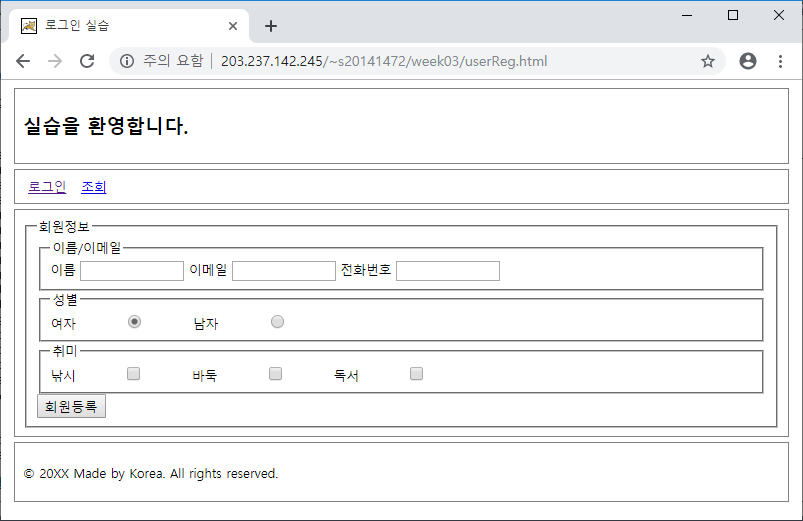 로그인 실습
주의 요함 | 203.237.142.245/~s20141472/week03/userReg.html
실습을 환영합니다.
로그인 조회
회원정보
이름/이메일
이름 이메일 전화번호
성별
여자 남자
취미
낚시 바둑 독서
회원등록
© 20XX Made by Korea. All rights reserved.